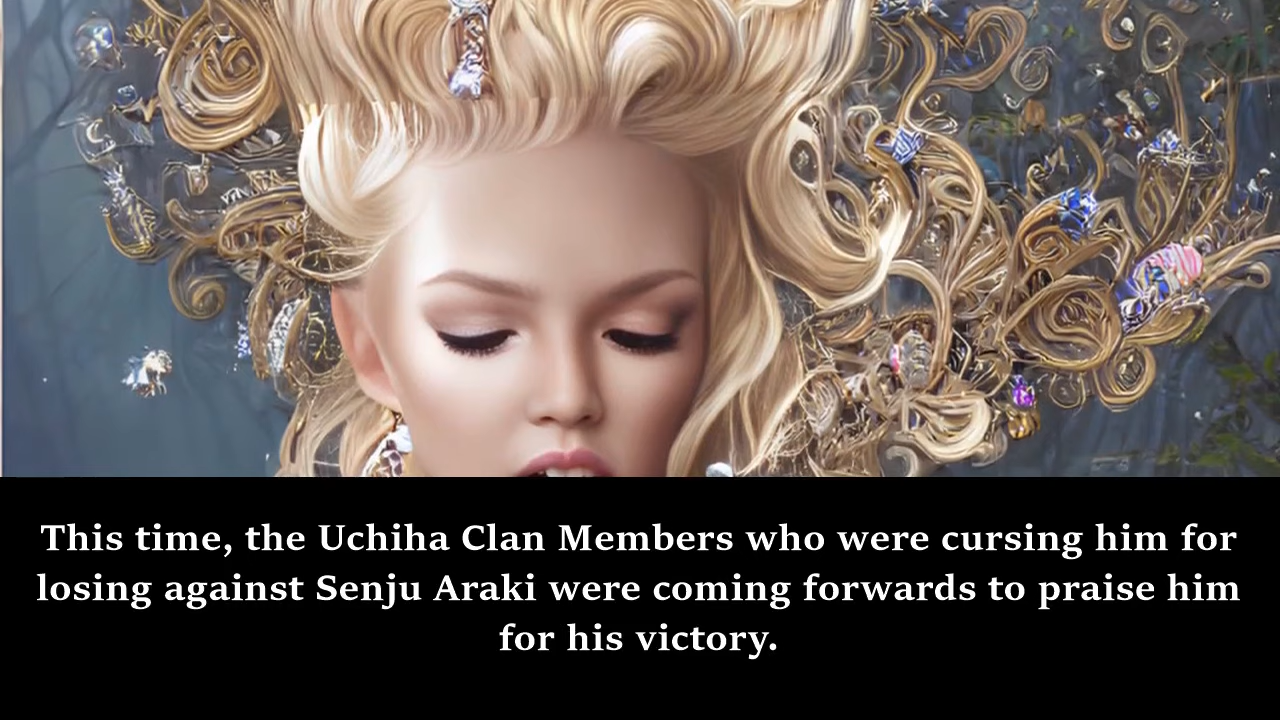 This time, the Uchiha Clan Members who were cursing him for
losing against Senju Araki were coming forwards to praise him
for his victory.